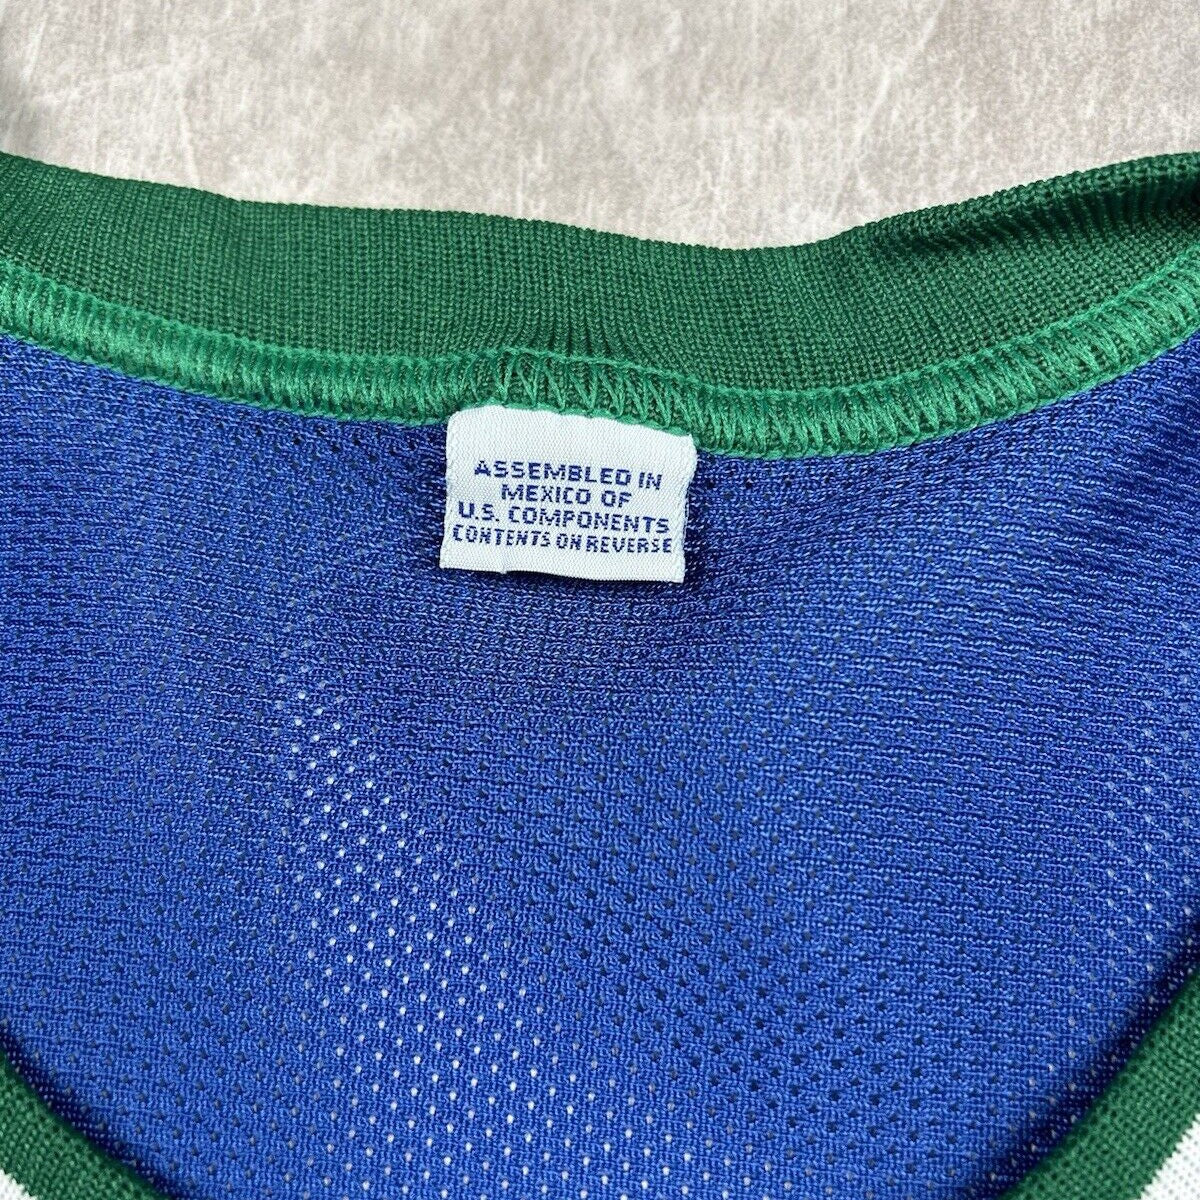 ASSEMBLED IN
MEXICO OF
U.S. COMPONENTS
CONTENTS ON REVERSE